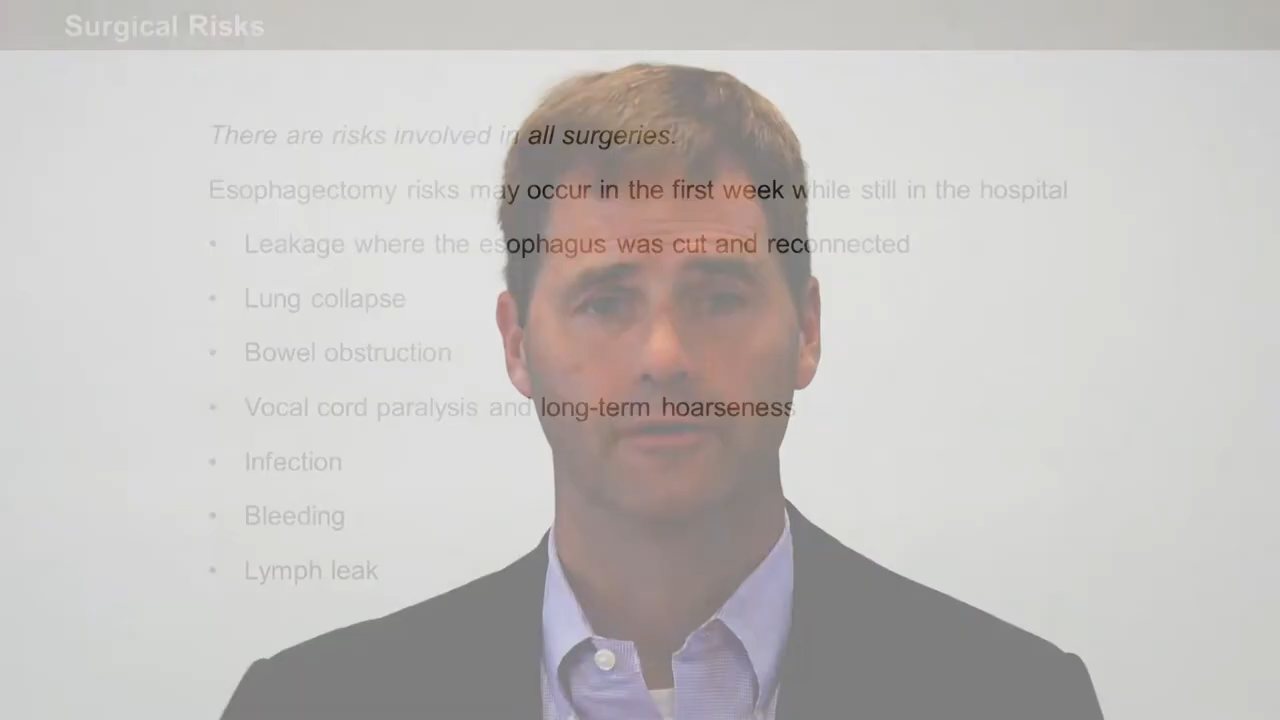 Surgical Risks
There are risks involved in all surgeries.
Esophagectomy risks may occur in the first week while still in the hospital
• Leakage where the esophagus was cut and reconnected
• Lung collapse
• Bowel obstruction
• Vocal cord paralysis and long-term hoarseness
• Infection
• Bleeding
• Lymph leak